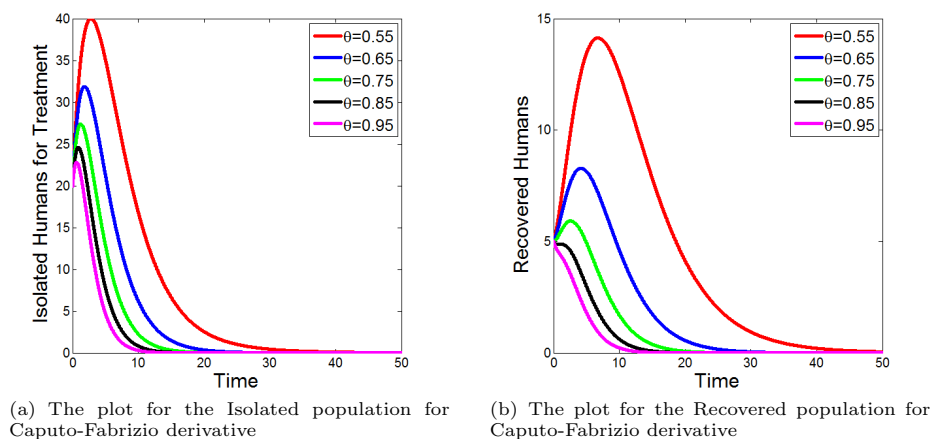 40
35
30
25
20
15
10
5
0
Isolated Humans for Treatment
θ=0.55
θ=0.65
θ=0.75
θ=0.85
θ=0.95
0 10 20 30 40 50
Time
(a) The plot for the Isolated population for
Caputo-Fabrizio derivative
15
10
5
0
Recovered Humans
θ=0.55
θ=0.65
θ=0.75
θ=0.85
θ=0.95
0 10 20 30 40 50
Time
(b) The plot for the Recovered population for
Caputo-Fabrizio derivative